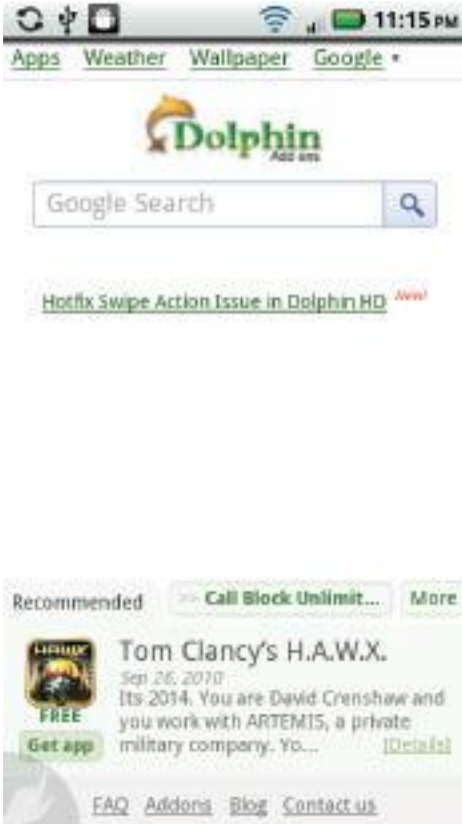 11:15 PM
Apps Weather Wallpaper Google
Dolphin
Add-ons
Google Search
Hotfix Swipe Action Issue in Dolphin HD New!
Recommended >> Call Block Unlimit... More
HAWX
Tom Clancy's H.A.W.X.
Sep 26, 2010
Its 2014. You are David Crenshaw and
you work with ARTEMIS, a private
military company. Yo... [Details]
FREE
Get app
FAQ Addons Blog Contact us